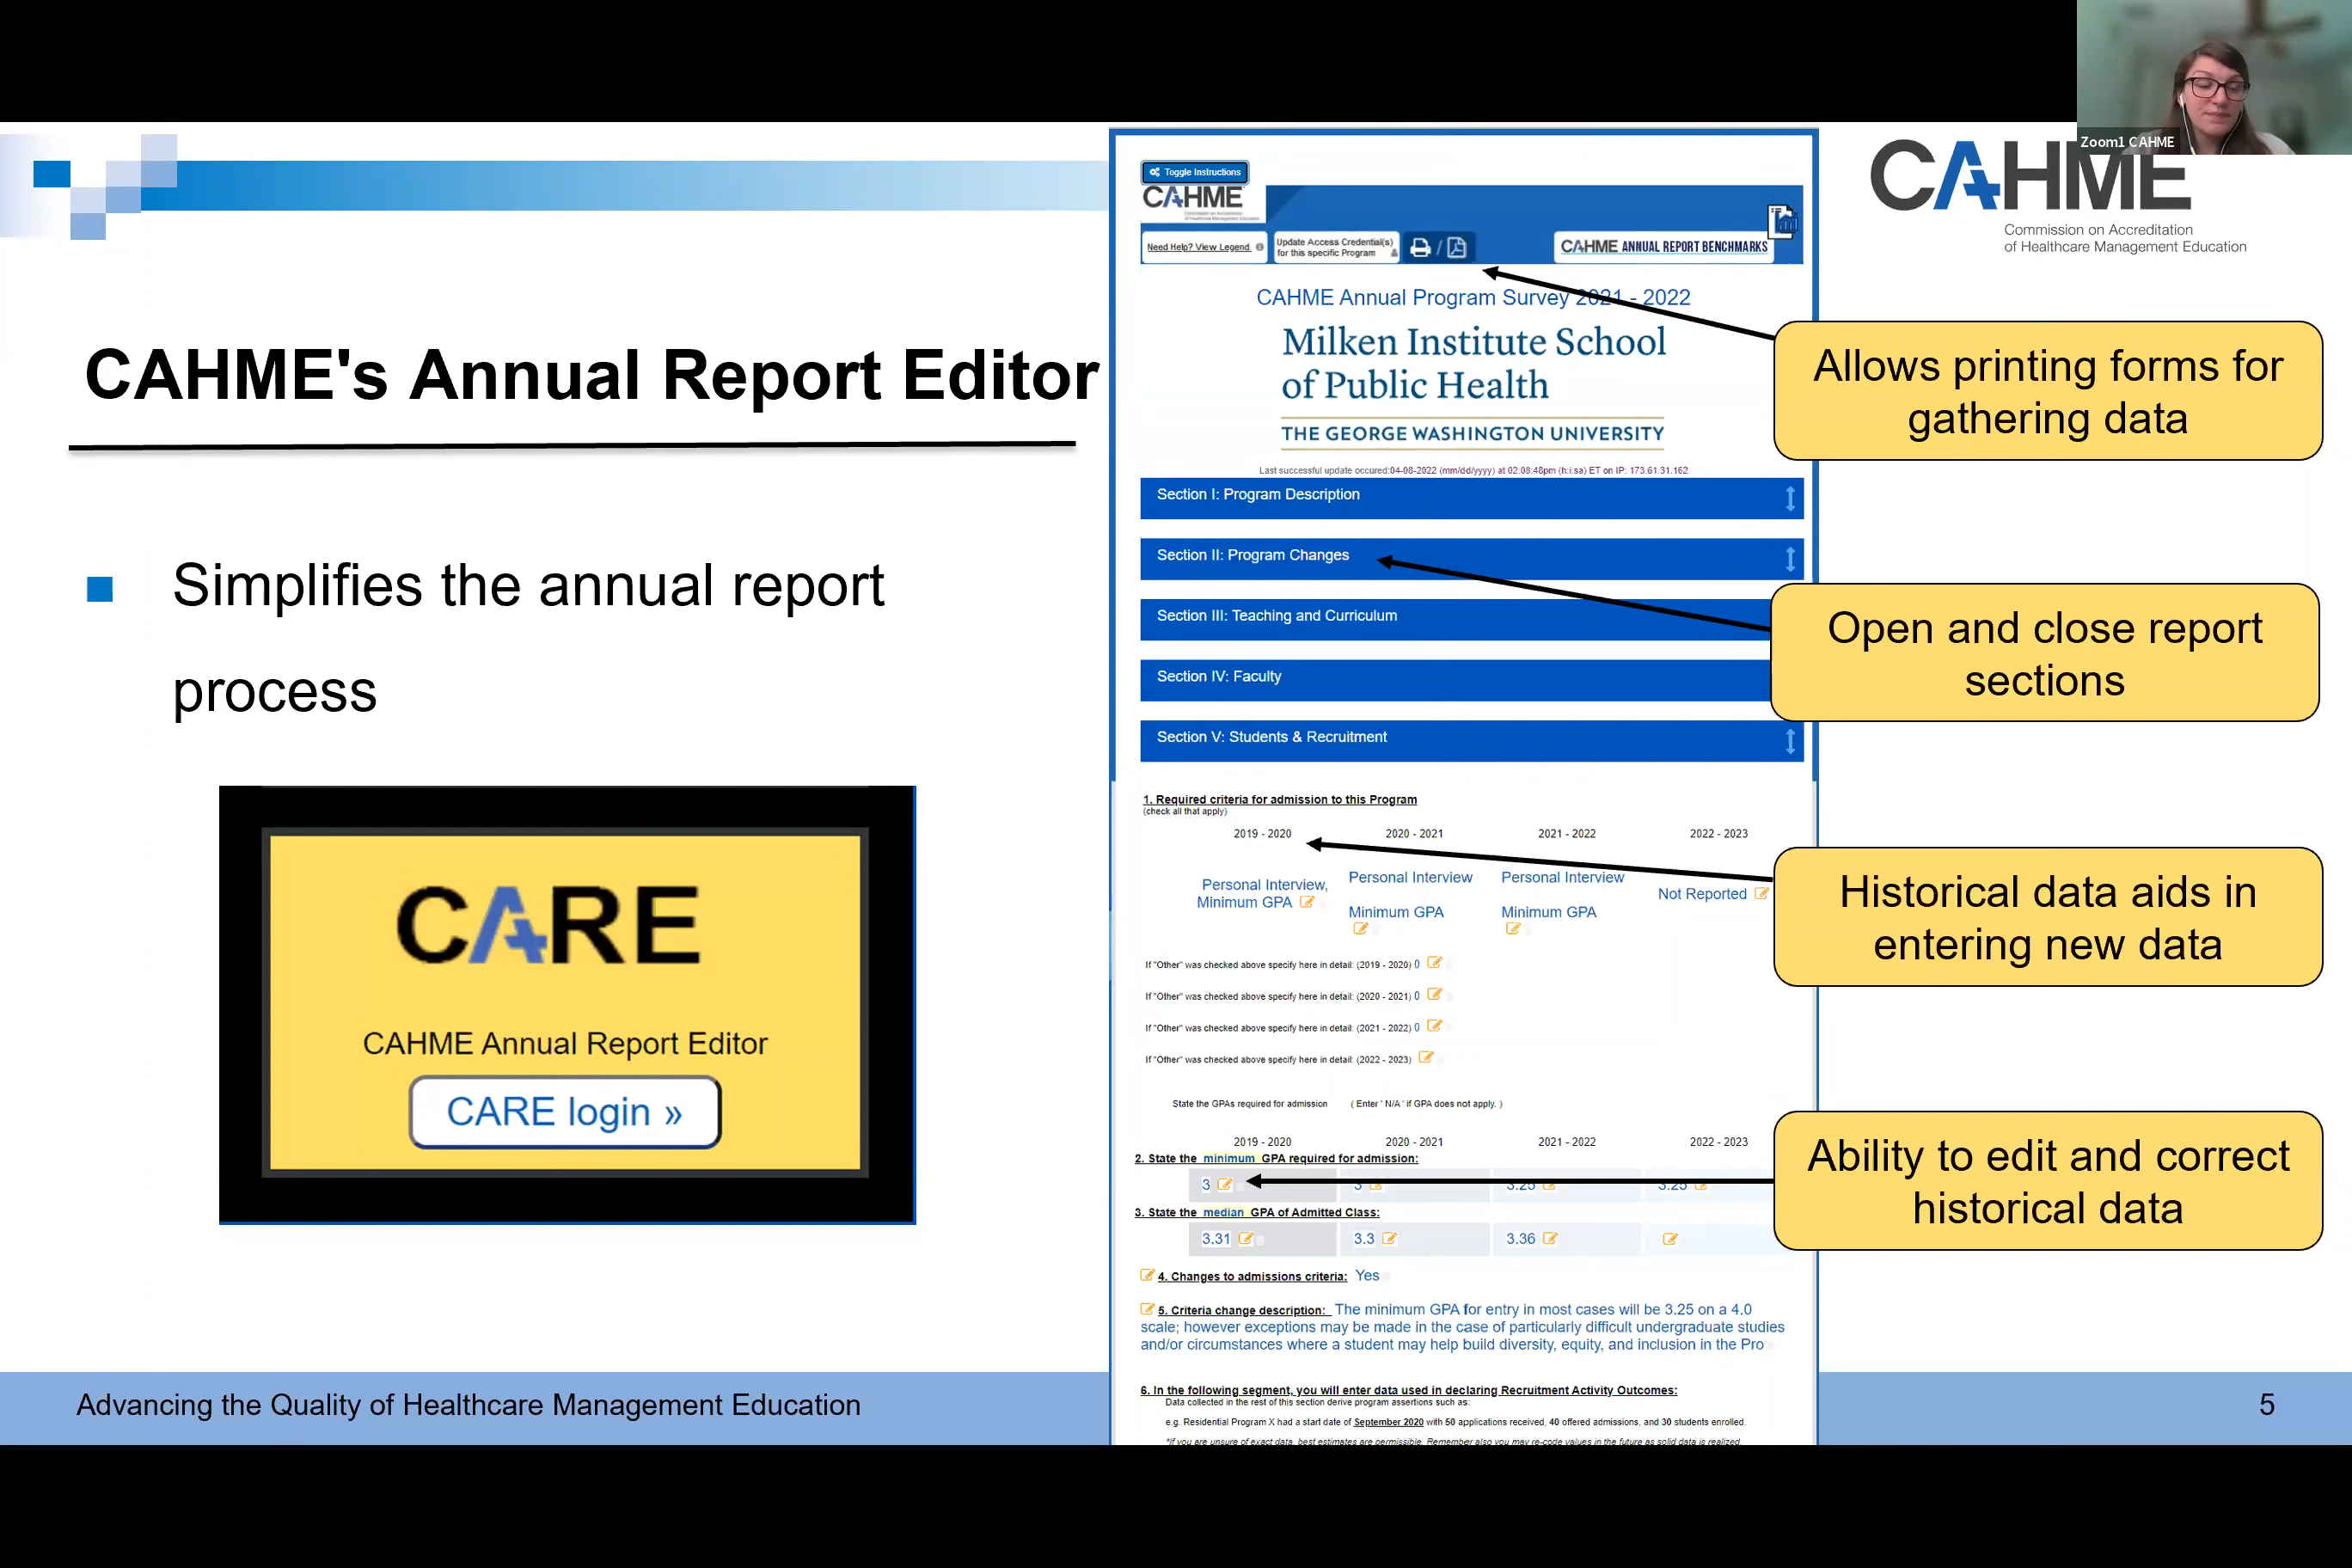 Zoom1 CAHME
CAHME
Commission on Accreditation
of Healthcare Management Education
CAHME's Annual Report Editor
Simplifies the annual report
process
CARE
CAHME Annual Report Editor
CARE login »
Toggle Instructions
CAHME
Need Help? View Legend.
Update Access Credential(s)
for this specific Program
/
CAHME ANNUAL REPORT BENCHMARKS
CAHME Annual Program Survey 2021 - 2022
Milken Institute School
of Public Health
THE GEORGE WASHINGTON UNIVERSITY
Last successful update occured:04-08-2022 (mm/dd/yyyy) at 02:08:48pm (h:i:sa) ET on IP: 173.61.31.162
Section I: Program Description
Section II: Program Changes
Section III: Teaching and Curriculum
Section IV: Faculty
Section V: Students & Recruitment
1. Required criteria for admission to this Program
(check all that apply)
2019 - 2020 2020 - 2021 2021 - 2022 2022 - 2023
Personal Interview, Personal Interview Personal Interview Not Reported
Minimum GPA Minimum GPA Minimum GPA
If "Other" was checked above specify here in detail: (2019 - 2020) 0
If "Other" was checked above specify here in detail: (2020 - 2021) 0
If "Other" was checked above specify here in detail: (2021 - 2022) 0
If "Other" was checked above specify here in detail: (2022 - 2023)
State the GPAs required for admission ( Enter ' N/A ' if GPA does not apply. )
2019 - 2020 2020 - 2021 2021 - 2022 2022 - 2023
2. State the minimum GPA required for admission:
3 3 3.25 3.25
3. State the median GPA of Admitted Class:
3.31 3.3 3.36
4. Changes to admissions criteria: Yes
5. Criteria change description: The minimum GPA for entry in most cases will be 3.25 on a 4.0
scale; however exceptions may be made in the case of particularly difficult undergraduate studies
and/or circumstances where a student may help build diversity, equity, and inclusion in the Pro
6. In the following segment, you will enter data used in declaring Recruitment Activity Outcomes:
Data collected in the rest of this section derive program assertions such as:
e.g. Residential Program X had a start date of September 2020 with 50 applications received, 40 offered admissions, and 30 students enrolled.
*If you are unsure of exact data, best estimates are permissible. Remember also you may re-code values in the future as solid data is realized.
Allows printing forms for
gathering data
Open and close report
sections
Historical data aids in
entering new data
Ability to edit and correct
historical data
Advancing the Quality of Healthcare Management Education
5